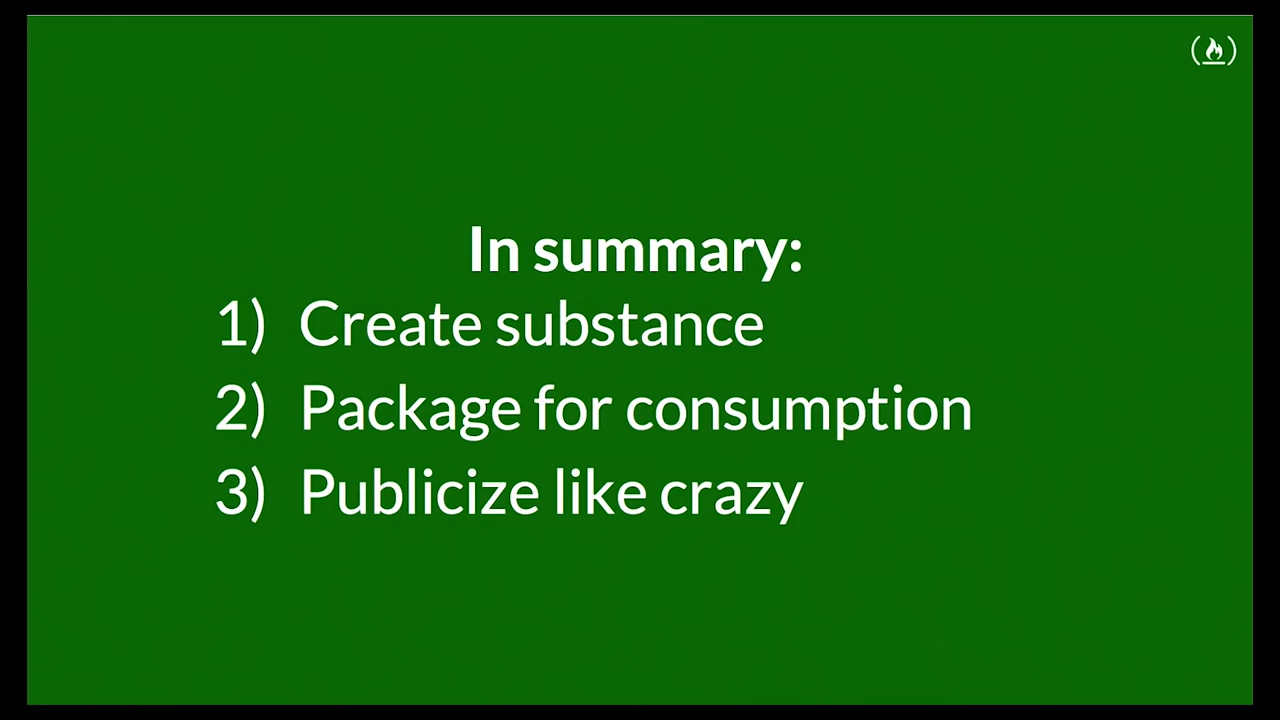 In summary:
1) Create substance
2) Package for consumption
3) Publicize like crazy